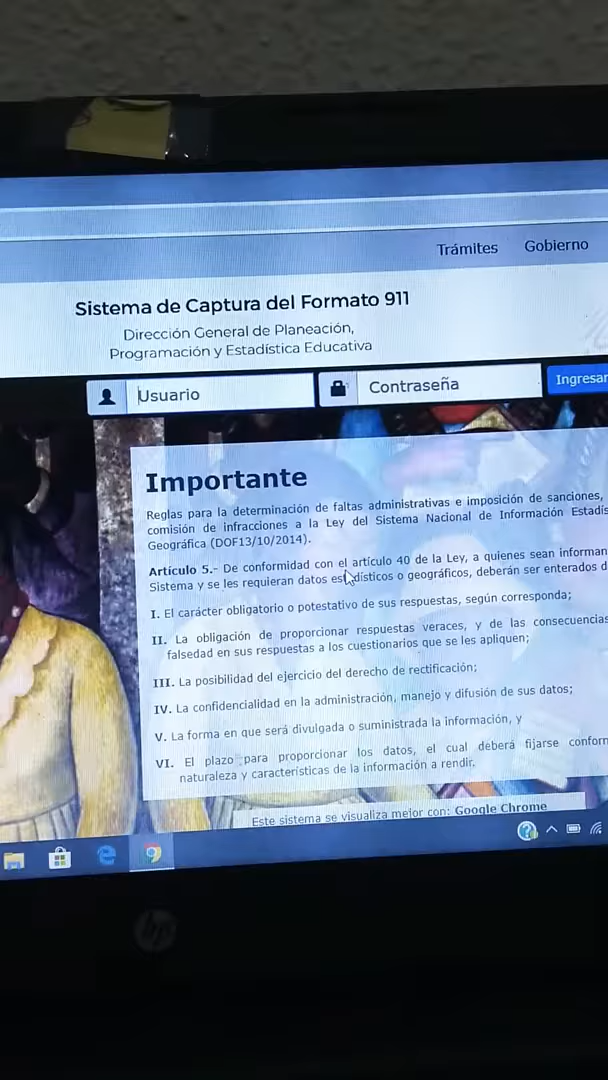 Trámites Gobierno
Sistema de Captura del Formato 911
Dirección General de Planeación,
Programación y Estadística Educativa
Usuario Contraseña Ingresar
Importante
Reglas para la determinación de faltas administrativas e imposición de sanciones,
comisión de infracciones a la Ley del Sistema Nacional de Información
Geográfica (DOF13/10/2014).
Artículo 5.- De conformidad con el artículo 40 de la Ley, a quienes sean
Sistema y se les requieran datos estadísticos o geográficos, deberán ser enterados
I. El carácter obligatorio o potestativo de sus respuestas, según corresponda;
II. La obligación de proporcionar respuestas veraces, y de las
falsedad en sus respuestas a los cuestionarios que se les apliquen;
III. La posibilidad del ejercicio del derecho de rectificación;
IV. La confidencialidad en la administración, manejo y difusión de sus datos;
V. La forma en que será divulgada o suministrada la información, y
VI. El plazo para proporcionar los datos, el cual deberá fijarse
naturaleza y características de la información a rendir.
Este sistema se visualiza mejor con: Google Chrome
hp